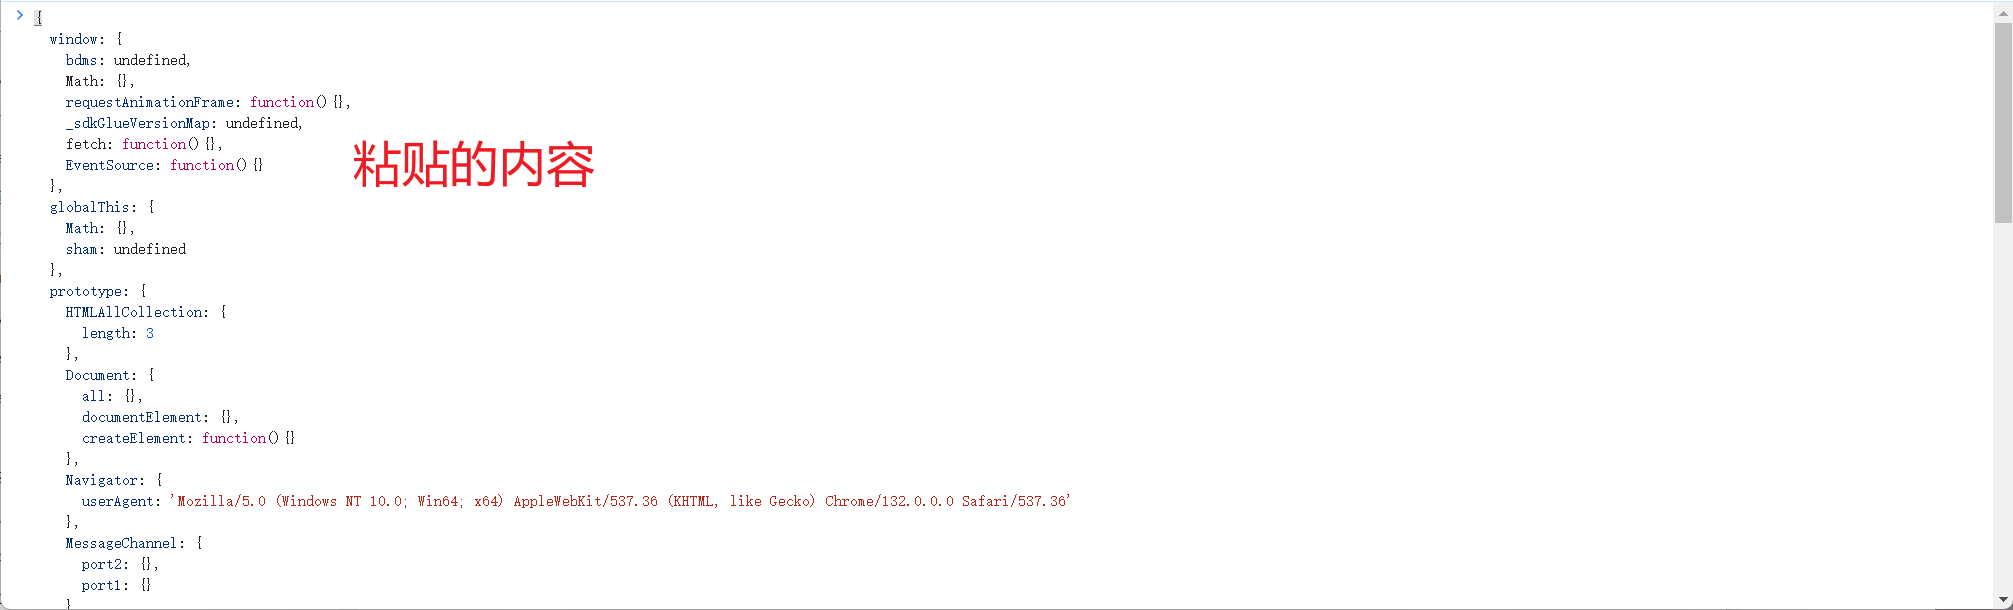 > {
window: {
bdms: undefined,
Math: {},
requestAnimationFrame: function(){},
_sdkGlueVersionMap: undefined,
fetch: function(){},
EventSource: function(){}
粘贴的内容
},
globalThis: {
Math: {},
sham: undefined
},
prototype: {
HTMLAllCollection: {
length: 3
},
Document: {
all: {},
documentElement: {},
createElement: function(){}
},
Navigator: {
userAgent: 'Mozilla/5.0 (Windows NT 10.0; Win64; x64) AppleWebKit/537.36 (KHTML, like Gecko) Chrome/132.0.0.0 Safari/537.36'
},
MessageChannel: {
port2: {},
port1: {}
}